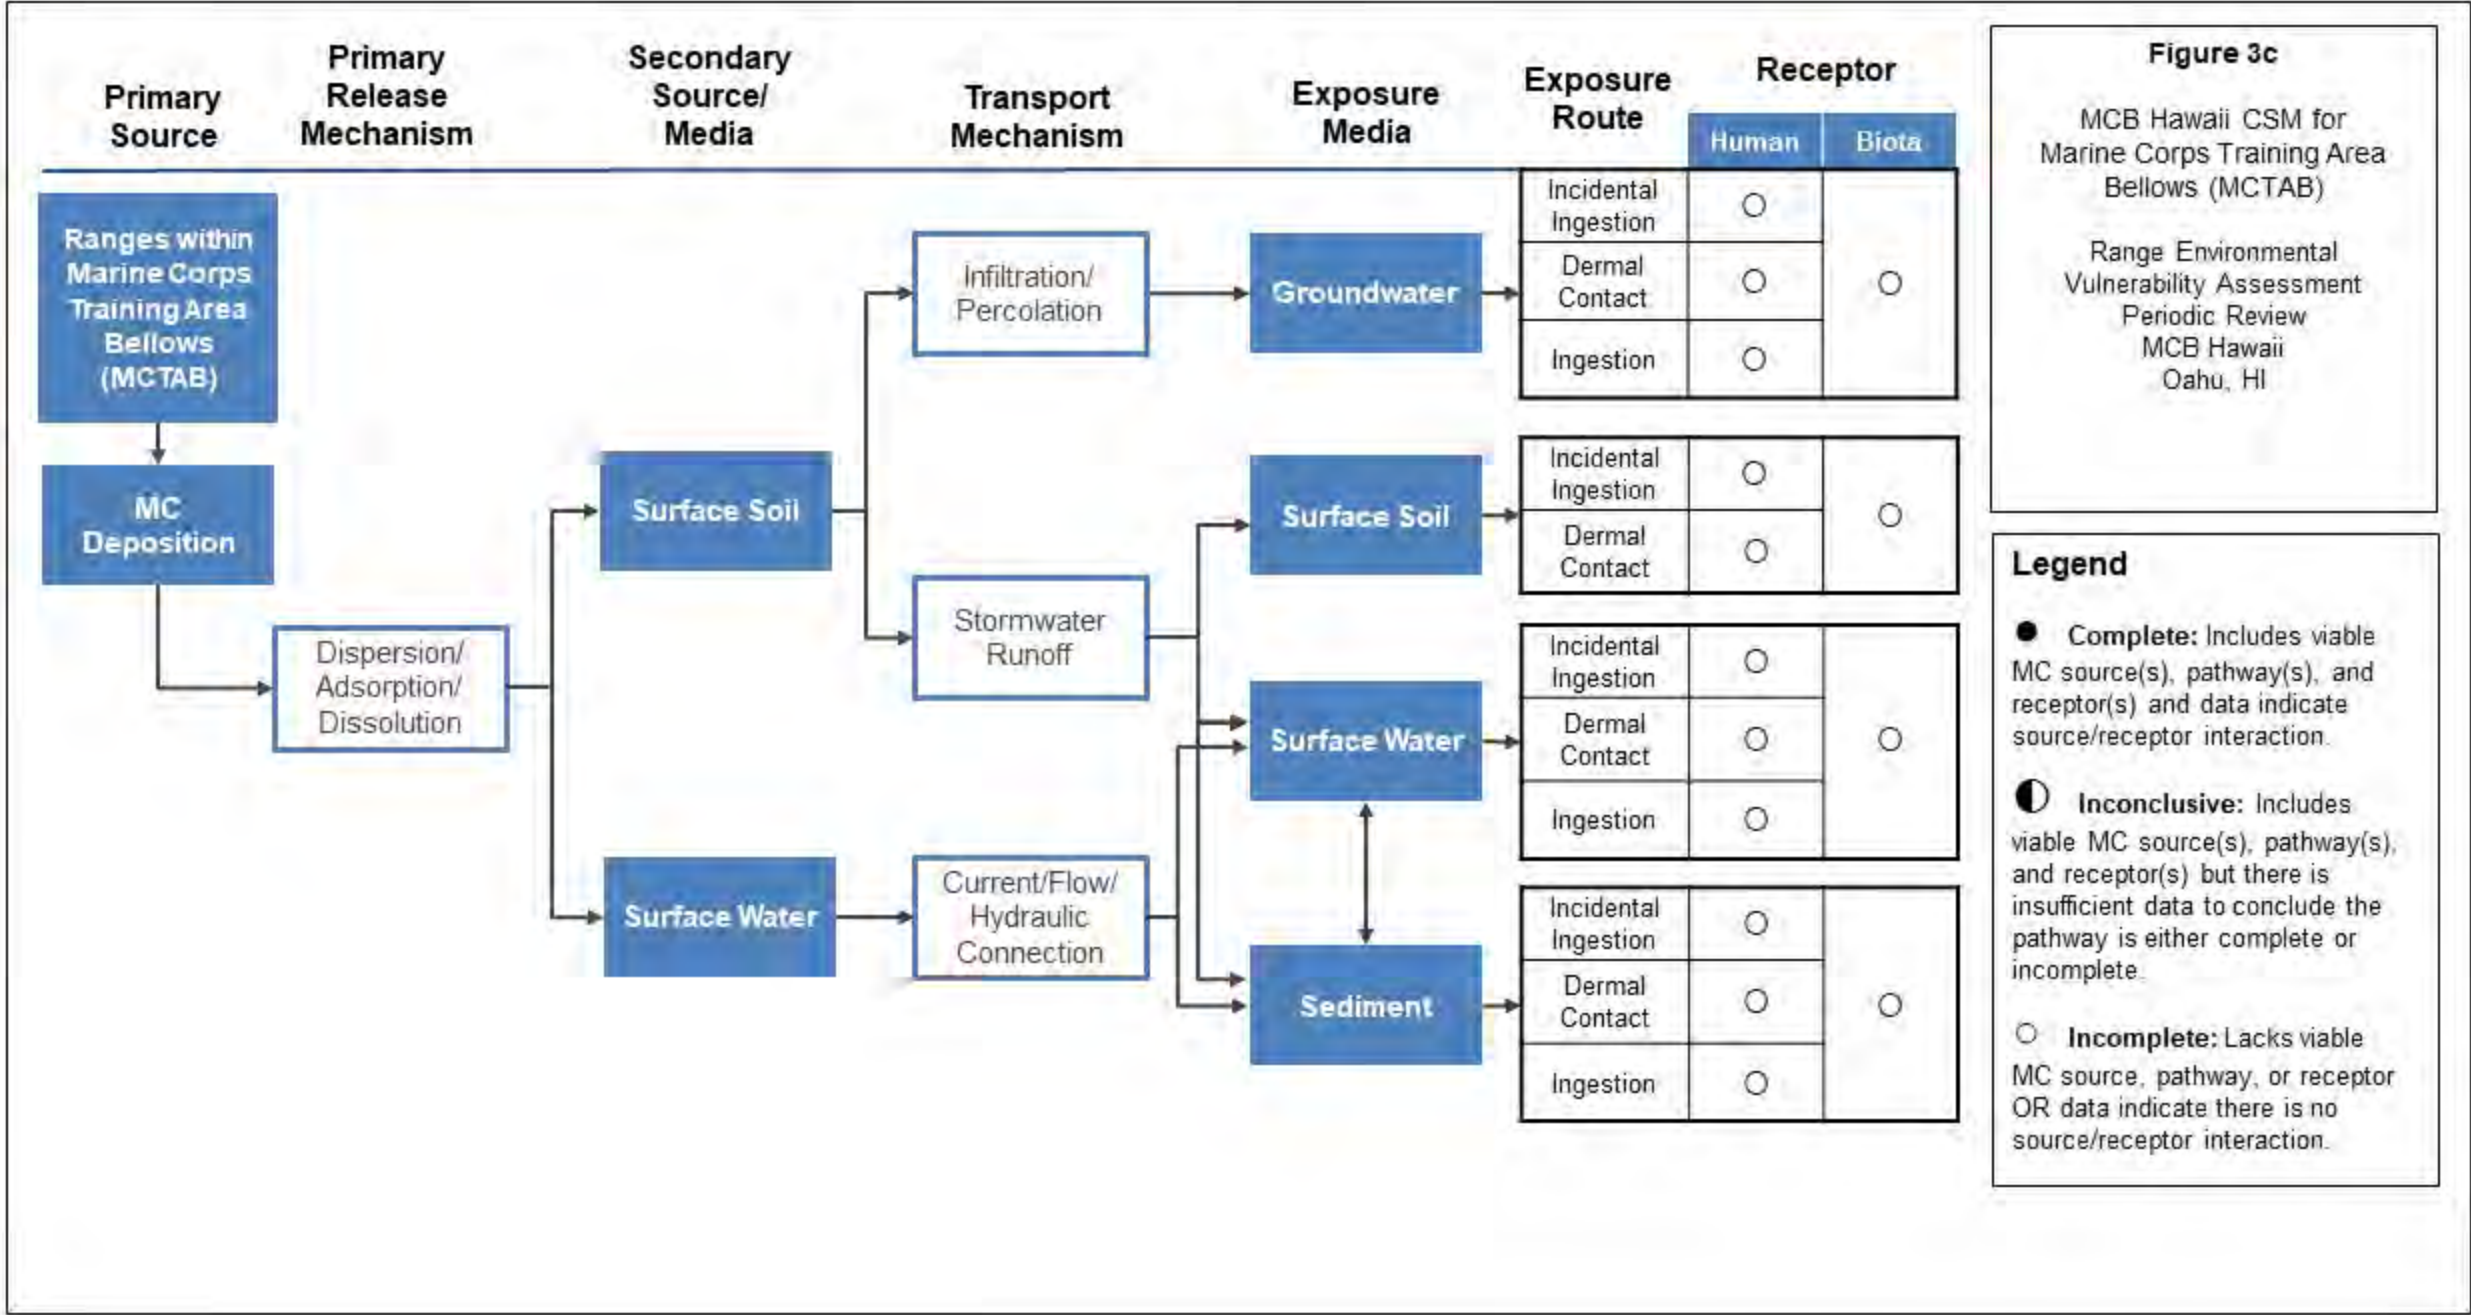 Primary
Source
Primary
Release
Mechanism
Secondary
Source/
Media
Transport
Mechanism
Exposure
Media
Exposure
Route
Receptor
Human
Biota
Ranges within
Marine Corps
Training Area
Bellows
(MCTAB)
MC
Deposition
Dispersion/
Adsorption/
Dissolution
Surface Soil
Surface Water
Infiltration/
Percolation
Stormwater
Runoff
Current/Flow/
Hydraulic
Connection
Groundwater
Surface Soil
Surface Water
Sediment
Incidental
Ingestion
Dermal
Contact
Ingestion
Incidental
Ingestion
Dermal
Contact
Incidental
Ingestion
Dermal
Contact
Ingestion
Incidental
Ingestion
Dermal
Contact
Ingestion
Figure 3c
MCB Hawaii CSM for
Marine Corps Training Area
Bellows (MCTAB)
Range Environmental
Vulnerability Assessment
Periodic Review
MCB Hawaii
Oahu, HI
Legend
Complete: Includes viable
MC source(s), pathway(s), and
receptor(s) and data indicate
source/receptor interaction.
Inconclusive: Includes
viable MC source(s), pathway(s),
and receptor(s) but there is
insufficient data to conclude the
pathway is either complete or
incomplete.
Incomplete: Lacks viable
MC source, pathway, or receptor
OR data indicate there is no
source/receptor interaction.